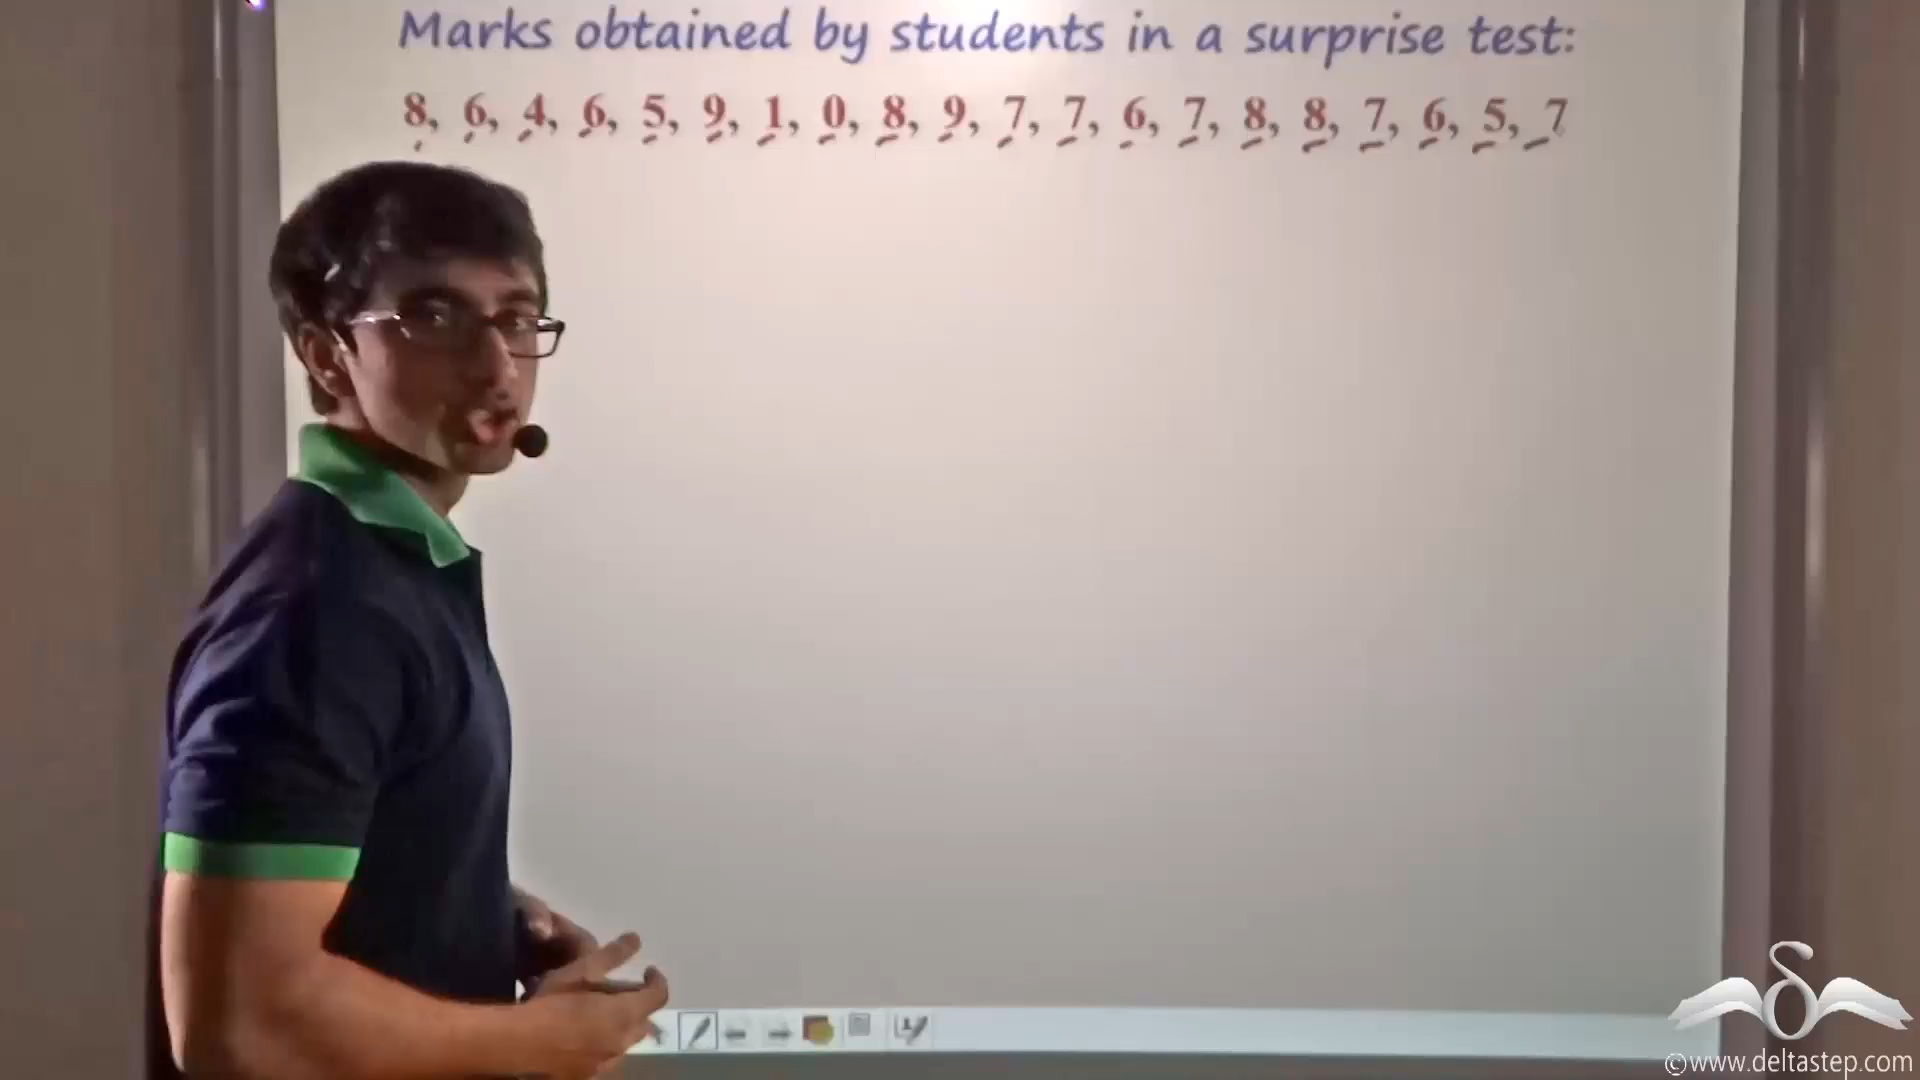 Marks obtained by students in a surprise test:
8, 6, 4, 6, 5, 9, 1, 0, 8, 9, 7, 7, 6, 7, 8, 8, 7, 6, 5, 7
©www.deltastep.com